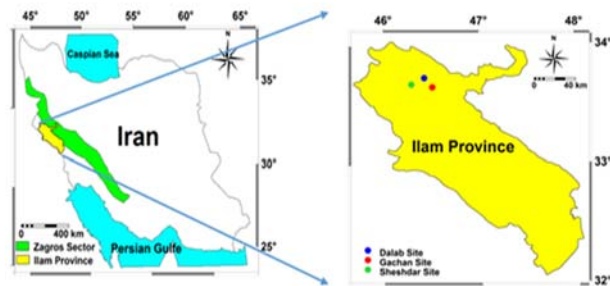 45° 50° 55° 60° 65°
Caspian Sea
35°
Iran
30°
25°
0 400 km
Persian Gulfe
Zagros Sector
Ilam Province
46° 47° 48°
34°
0 40 km
Ilam Province
33°
Dalab Site
Gachan Site
Sheshdar Site
32°